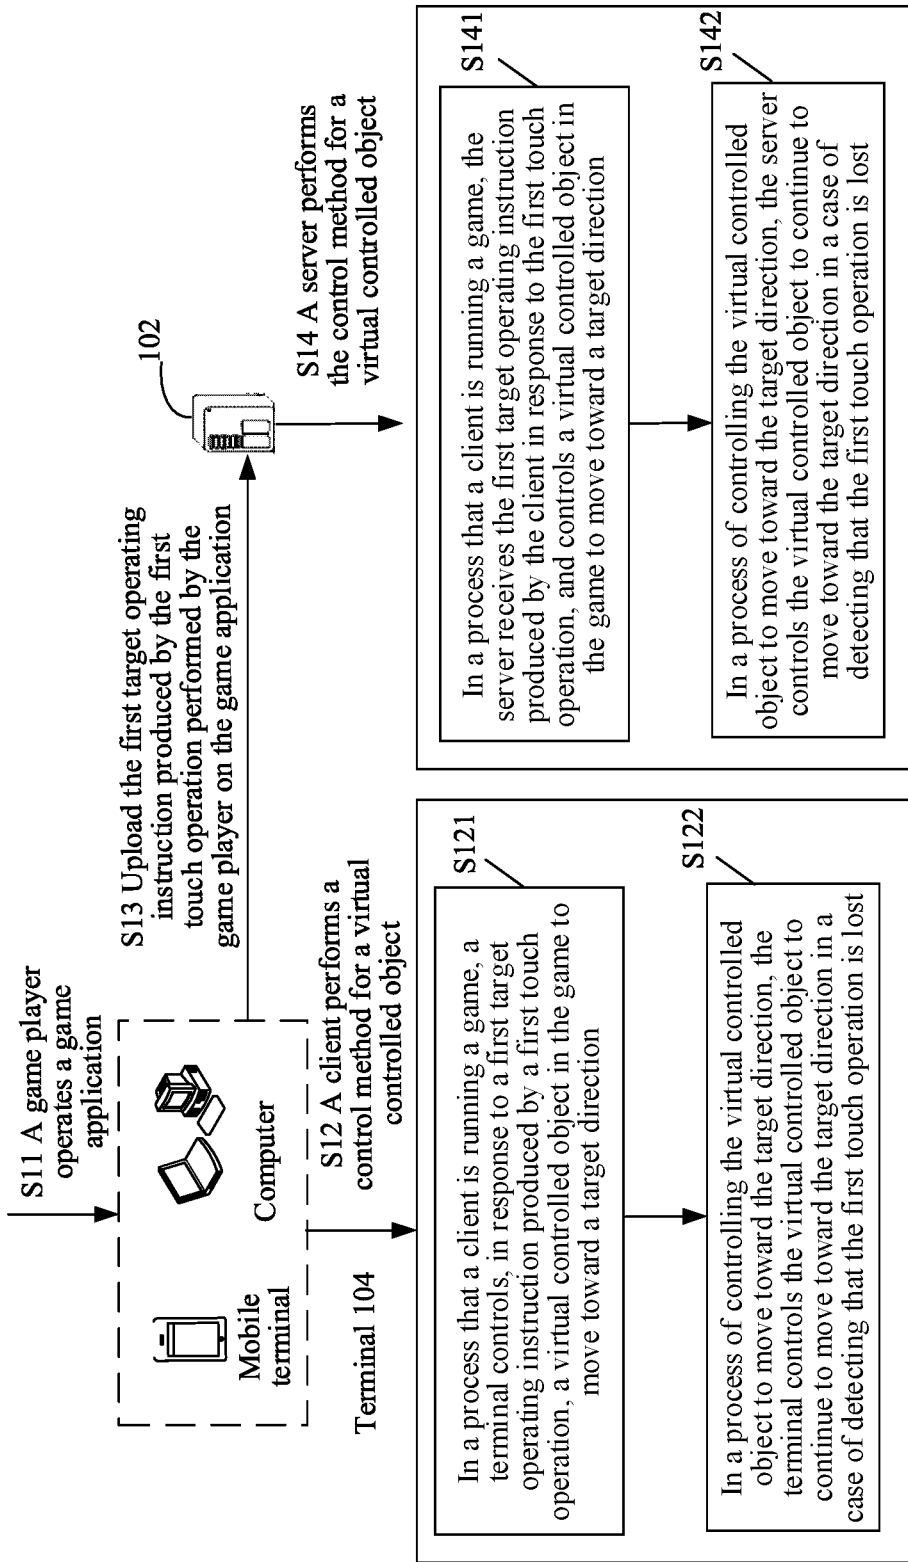 S11 A game player
operates a game
application
Mobile
terminal
Computer
Terminal 104
S12 A client performs a
control method for a virtual
controlled object
S13 Upload the first target operating
instruction produced by the first
touch operation performed by the
game player on the game application
102
S14 A server performs
the control method for a
virtual controlled object
S121
In a process that a client is running a game, a
terminal controls, in response to a first target
operating instruction produced by a first touch
operation, a virtual controlled object in the game to
move toward a target direction
S122
In a process of controlling the virtual controlled
object to move toward the target direction, the
terminal controls the virtual controlled object to
continue to move toward the target direction in a
case of detecting that the first touch operation is lost
S141
In a process that a client is running a game, the
server receives the first target operating instruction
produced by the client in response to the first touch
operation, and controls a virtual controlled object in
the game to move toward a target direction
S142
In a process of controlling the virtual controlled
object to move toward the target direction, the server
controls the virtual controlled object to continue to
move toward the target direction in a case of
detecting that the first touch operation is lost